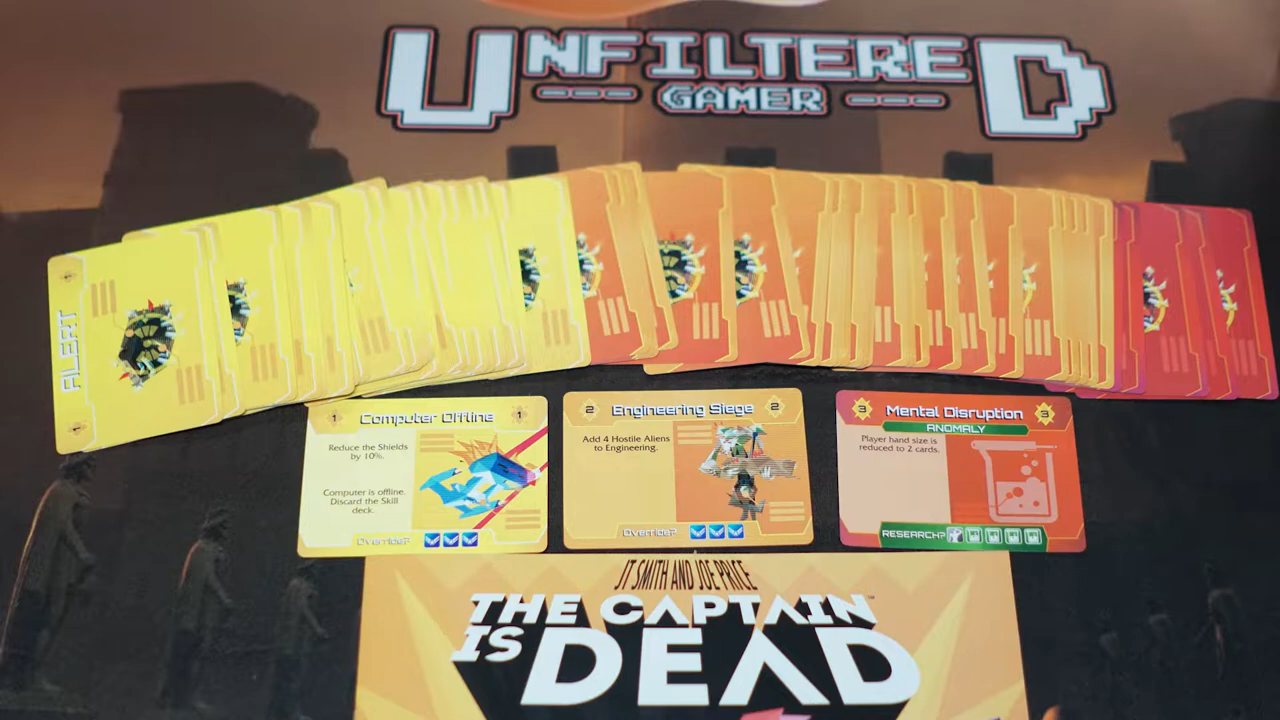 UNFILTERED
GAMER
ALERT
1 Computer Offline 1
Reduce the Shields
by 10%.
Computer is offline.
Discard the Skill
deck.
Override?
2 Engineering Siege 2
Add 4 Hostile Aliens
to Engineering.
Override?
3 Mental Disruption 3
ANOMALY
Player hand size is
reduced to 2 cards.
RESEARCH?
JT SMITH AND JOE PRICE
THE CAPTAIN™
IS DEAD